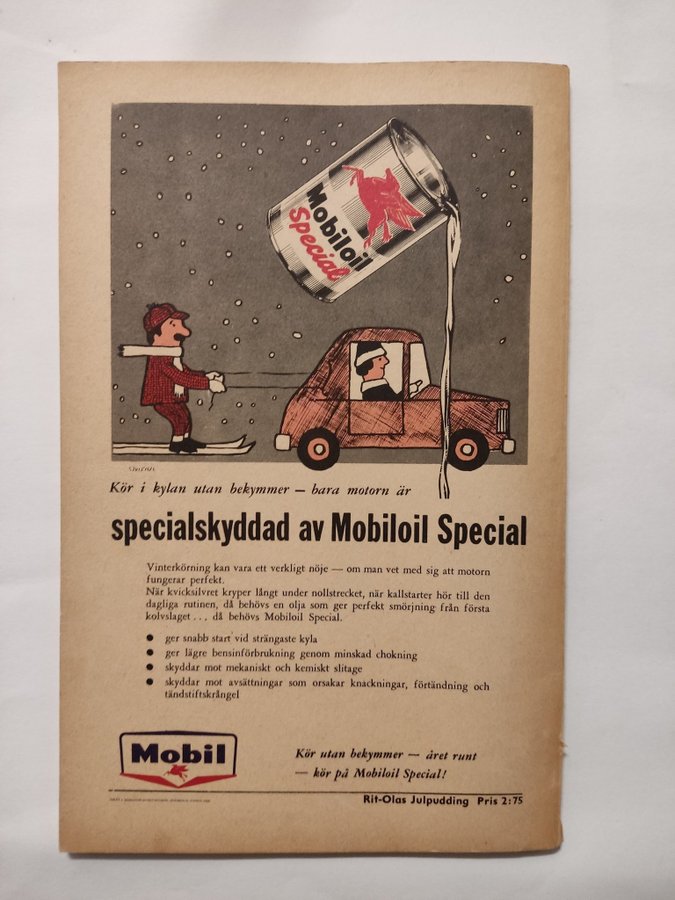 Mobiloil
Special
Kör i kylan utan bekymmer — bara motorn är
specialskyddad av Mobiloil Special
Vinterkörning kan vara ett verkligt nöje — om man vet med sig att motorn
fungerar perfekt.
När kvicksilvret kryper långt under nollstrecket, när kallstarter hör till den
dagliga rutinen, då behövs en olja som ger perfekt smörjning från första
kolvslaget . . . då behövs Mobiloil Special.
● ger snabb start vid strängaste kyla
● ger lägre bensinförbrukning genom minskad chokning
● skyddar mot mekaniskt och kemiskt slitage
● skyddar mot avsättningar som orsakar knackningar, förtändning och
tändstiftskrångel
Mobil
Kör utan bekymmer — året runt
— kör på Mobiloil Special!
Rit-Olas Julpudding Pris 2:75